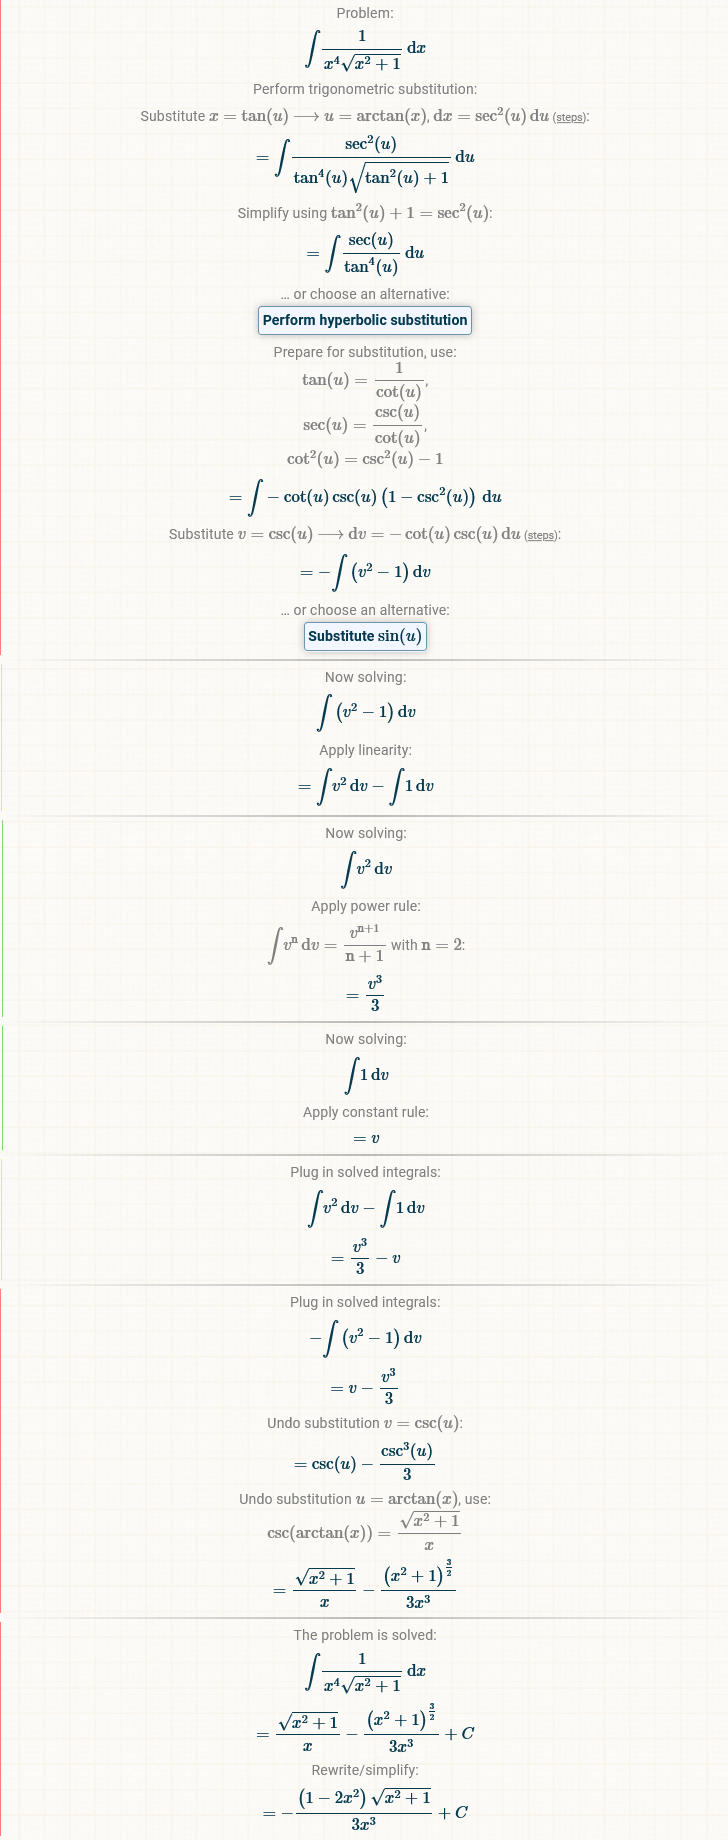 Problem:
∫ 1/(x⁴√(x² + 1)) dx
Perform trigonometric substitution:
Substitute x = tan(u) ⟶ u = arctan(x), dx = sec²(u) du (steps):
= ∫ sec²(u)/(tan⁴(u)√(tan²(u) + 1)) du
Simplify using tan²(u) + 1 = sec²(u):
= ∫ sec(u)/tan⁴(u) du
... or choose an alternative:
Perform hyperbolic substitution
Prepare for substitution, use:
tan(u) = 1/cot(u),
sec(u) = csc(u)/cot(u),
cot²(u) = csc²(u) − 1
= ∫ − cot(u) csc(u) (1 − csc²(u)) du
Substitute v = csc(u) ⟶ dv = − cot(u) csc(u) du (steps):
= −∫ (v² − 1) dv
... or choose an alternative:
Substitute sin(u)
Now solving:
∫ (v² − 1) dv
Apply linearity:
= ∫ v² dv − ∫ 1 dv
Now solving:
∫ v² dv
Apply power rule:
∫ vⁿ dv = vⁿ⁺¹/(n + 1) with n = 2:
= v³/3
Now solving:
∫ 1 dv
Apply constant rule:
= v
Plug in solved integrals:
∫ v² dv − ∫ 1 dv
= v³/3 − v
Plug in solved integrals:
−∫ (v² − 1) dv
= v − v³/3
Undo substitution v = csc(u):
= csc(u) − csc³(u)/3
Undo substitution u = arctan(x), use:
csc(arctan(x)) = √(x² + 1)/x
= √(x² + 1)/x − (x² + 1)^(3/2)/(3x³)
The problem is solved:
∫ 1/(x⁴√(x² + 1)) dx
= √(x² + 1)/x − (x² + 1)^(3/2)/(3x³) + C
Rewrite/simplify:
= −((1 − 2x²) √(x² + 1))/(3x³) + C